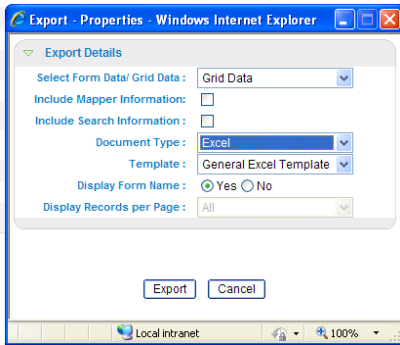 Export - Properties - Windows Internet Explorer
Export Details
Select Form Data/ Grid Data : Grid Data
Include Mapper Information:
Include Search Information :
Document Type : Excel
Template : General Excel Template
Display Form Name : Yes No
Display Records per Page : All
Export Cancel
Local intranet 100%